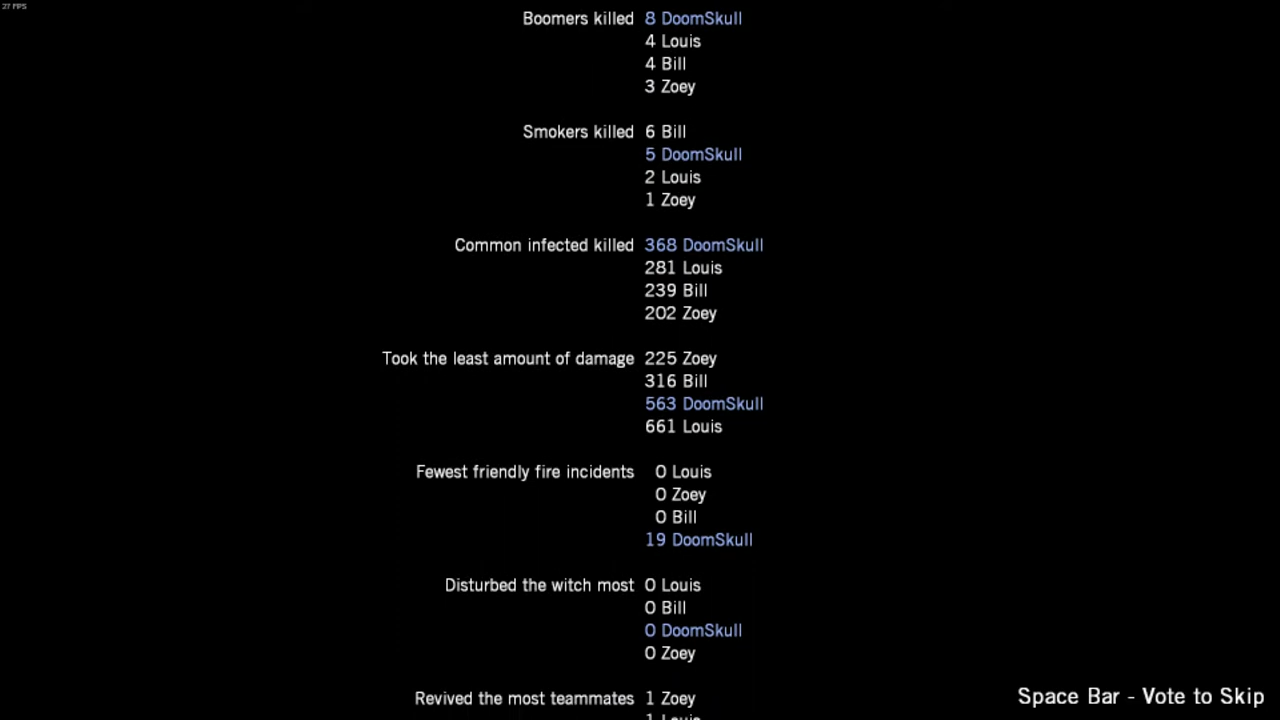 27 FPS
Boomers killed 8 DoomSkull
4 Louis
4 Bill
3 Zoey
Smokers killed 6 Bill
5 DoomSkull
2 Louis
1 Zoey
Common infected killed 368 DoomSkull
281 Louis
239 Bill
202 Zoey
Took the least amount of damage 225 Zoey
316 Bill
563 DoomSkull
661 Louis
Fewest friendly fire incidents 0 Louis
0 Zoey
0 Bill
19 DoomSkull
Disturbed the witch most 0 Louis
0 Bill
0 DoomSkull
0 Zoey
Revived the most teammates 1 Zoey
1 Louis
Space Bar - Vote to Skip